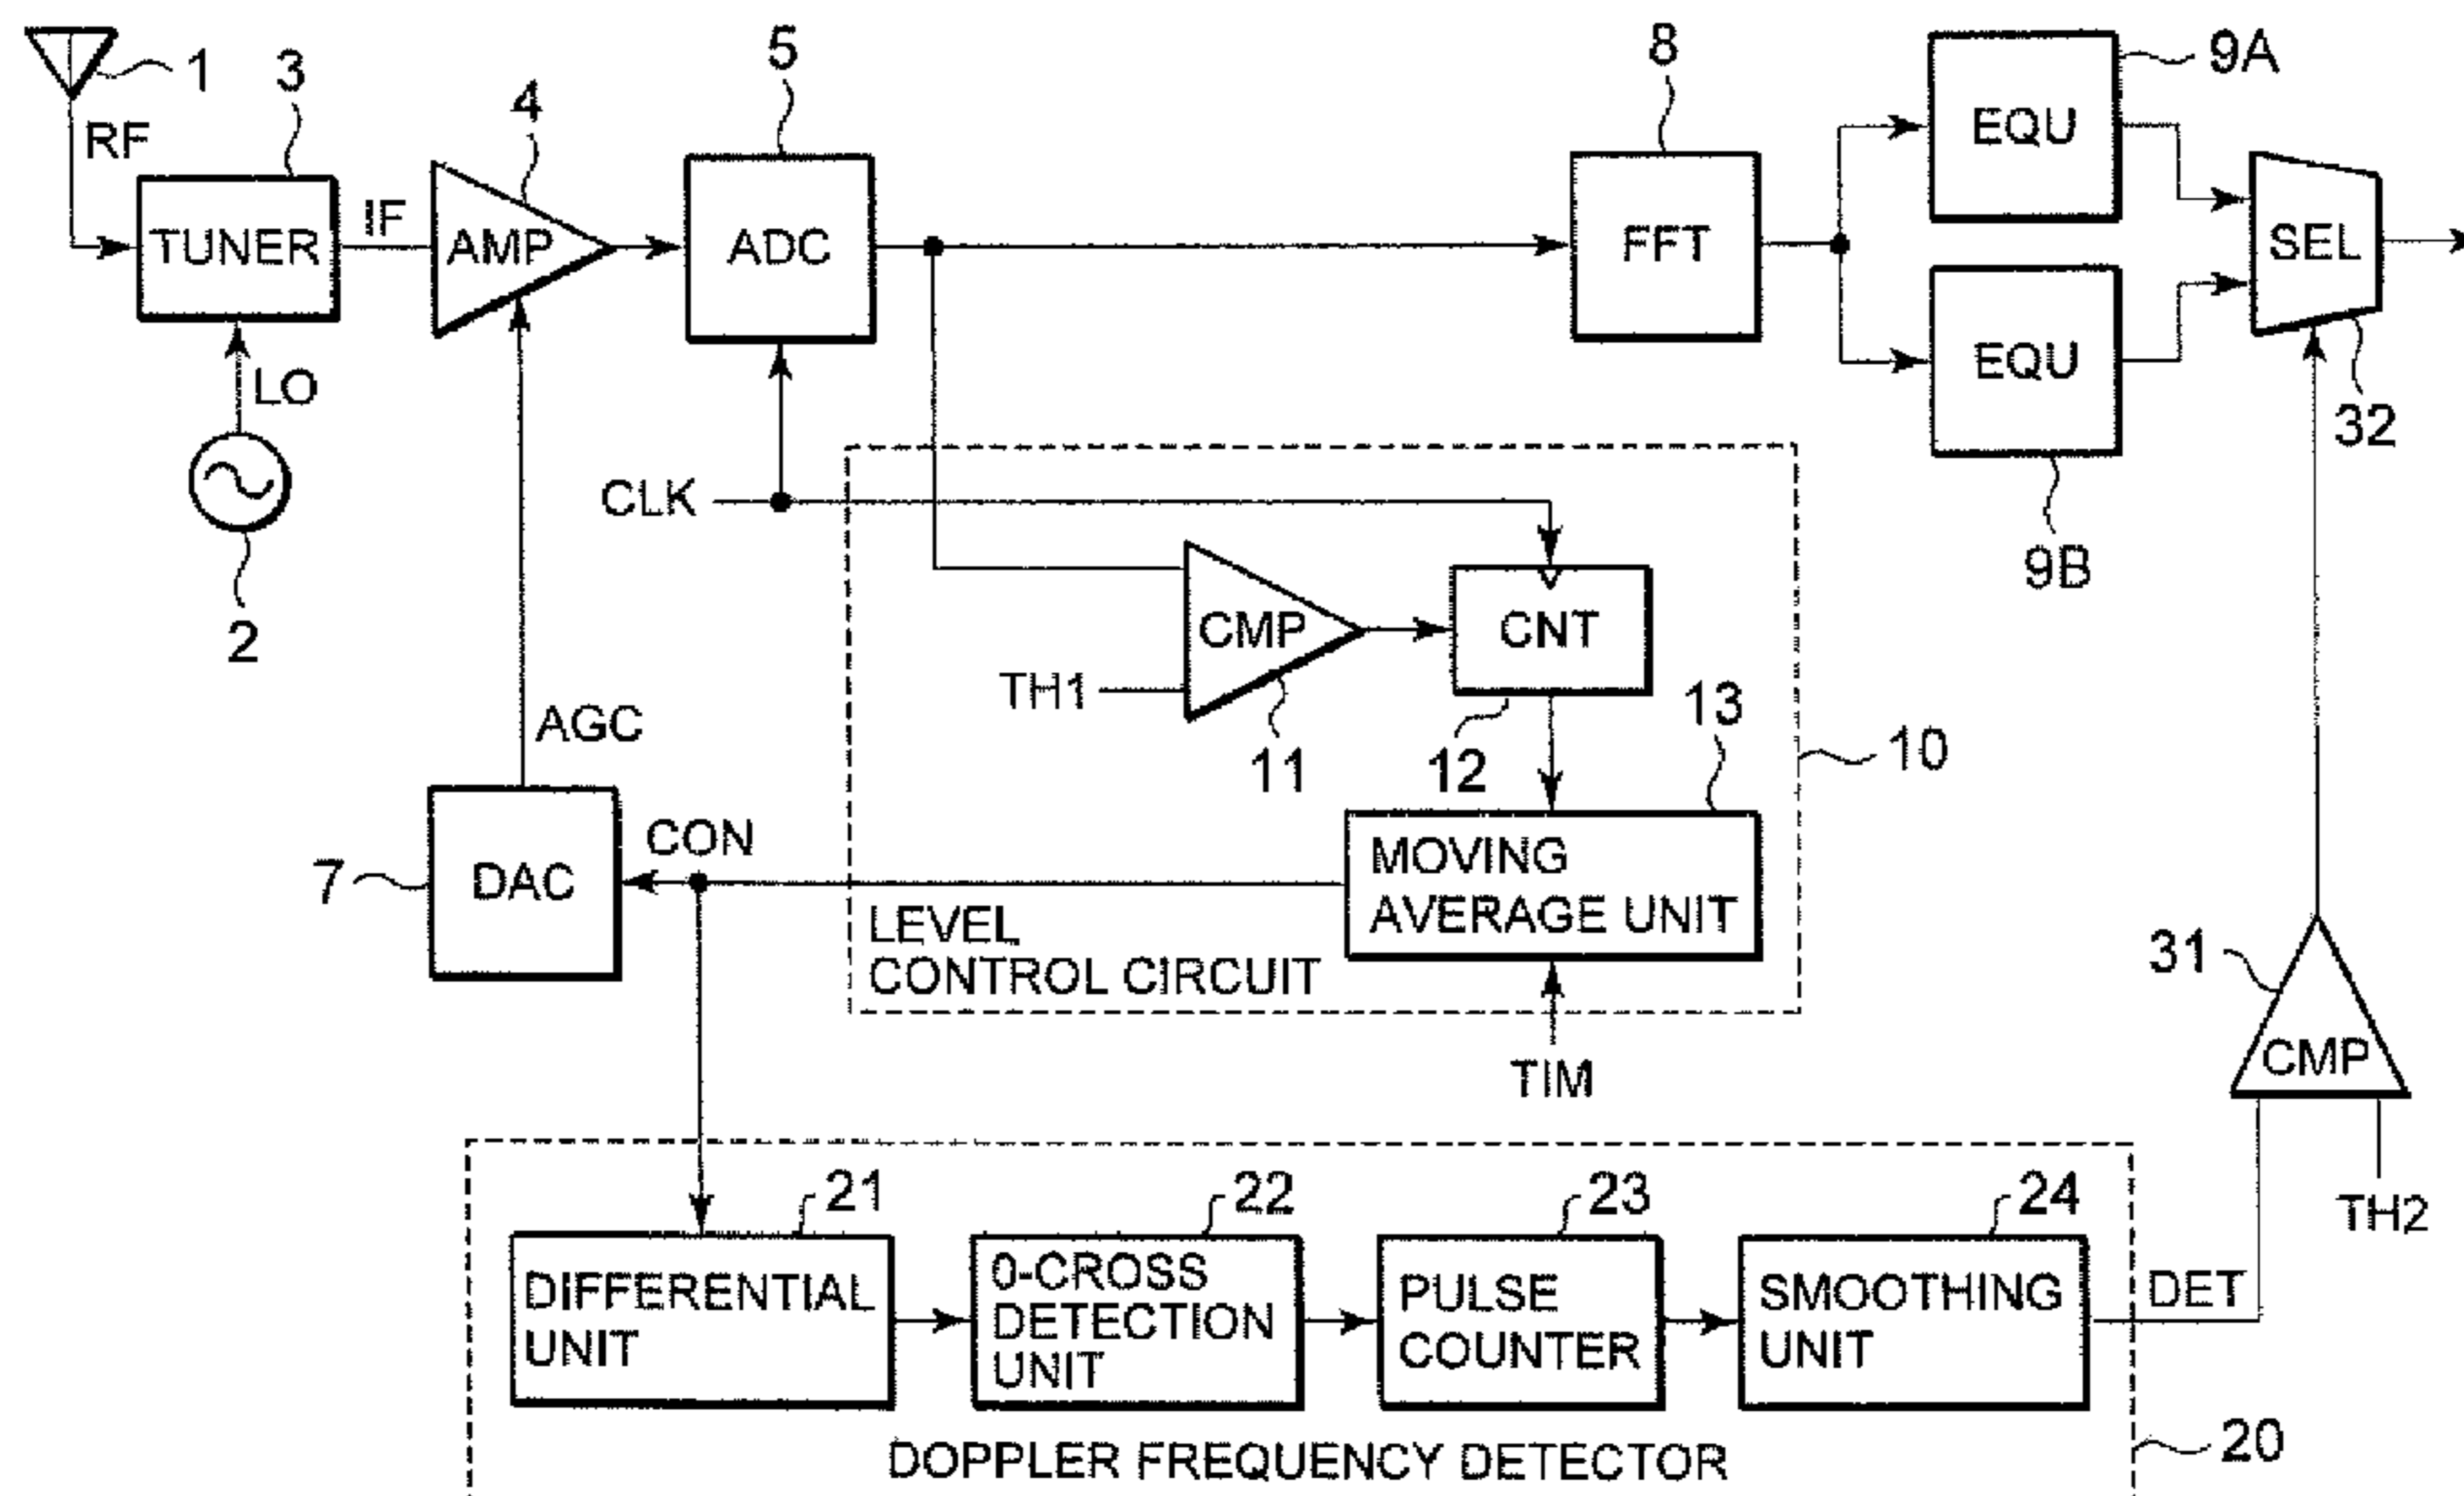 1
RF
3
TUNER
IF
4
AMP
5
ADC
8
FFT
9A
EQU
EQU
9B
SEL
32
LO
2
CLK
CMP
TH1
11
CNT
12
13
MOVING
AVERAGE UNIT
10
AGC
7
DAC
CON
LEVEL
CONTROL CIRCUIT
TIM
31
CMP
TH2
21
DIFFERENTIAL
UNIT
22
0-CROSS
DETECTION
UNIT
23
PULSE
COUNTER
24
SMOOTHING
UNIT
DET
DOPPLER FREQUENCY DETECTOR
20